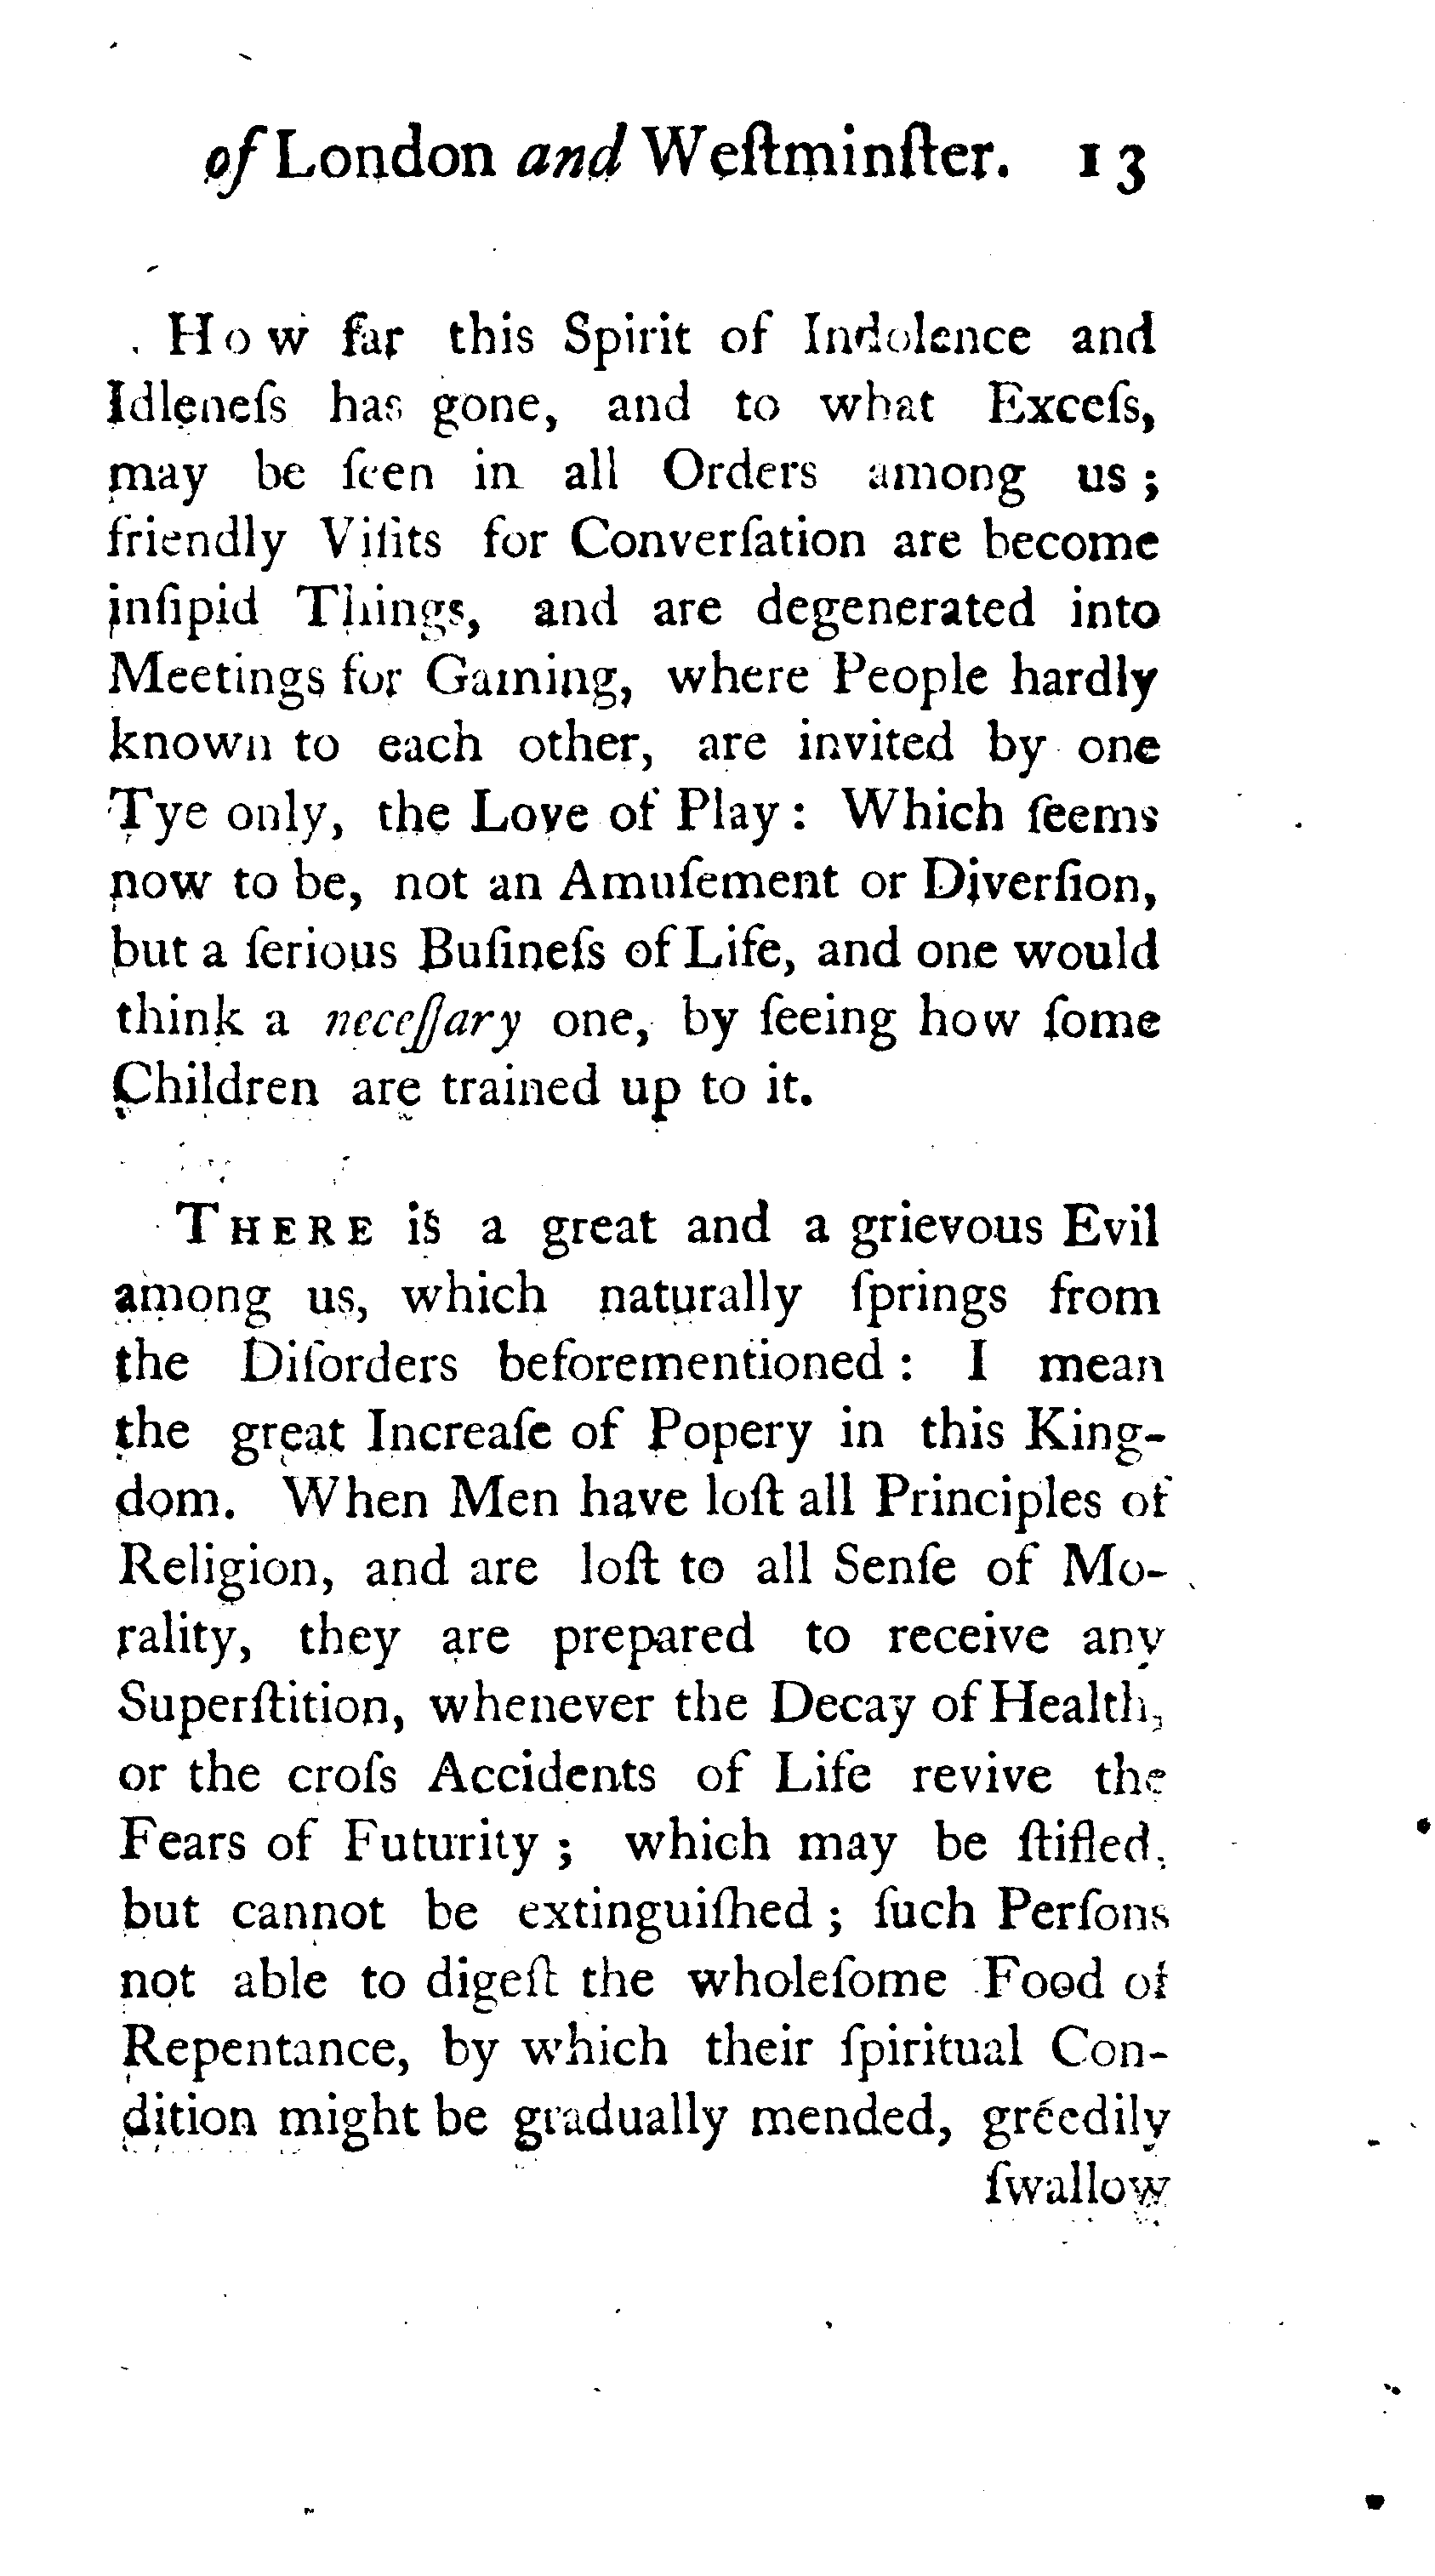 of London and Weſtminſter. 13
How far this Spirit of Indolence and
Idleneſs has gone, and to what Exceſs,
may be ſeen in all Orders among us;
friendly Viſits for Converſation are become
inſipid Things, and are degenerated into
Meetings for Gaming, where People hardly
known to each other, are invited by one
Tye only, the Love of Play: Which ſeems
now to be, not an Amuſement or Diverſion,
but a ſerious Buſineſs of Life, and one would
think a neceſſary one, by ſeeing how ſome
Children are trained up to it.
THERE is a great and a grievous Evil
among us, which naturally ſprings from
the Diſorders beforementioned: I mean
the great Increaſe of Popery in this King-
dom. When Men have loſt all Principles of
Religion, and are loſt to all Senſe of Mo-
rality, they are prepared to receive any
Superſtition, whenever the Decay of Health,
or the croſs Accidents of Life revive the
Fears of Futurity; which may be ſtifled,
but cannot be extinguiſhed; ſuch Perſons
not able to digeſt the wholeſome Food of
Repentance, by which their ſpiritual Con-
dition might be gradually mended, greedily
ſwallow